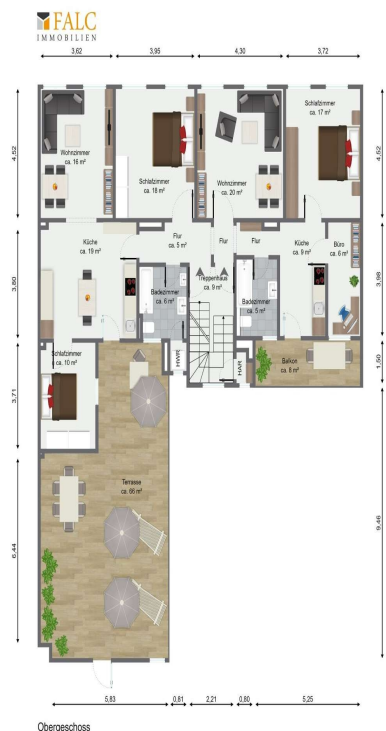 FALC
IMMOBILIEN
3,62
3,95
4,30
3,72
4,52
4,52
Wohnzimmer
ca. 16 m²
Schlafzimmer
ca. 18 m²
Wohnzimmer
ca. 20 m²
Schlafzimmer
ca. 17 m²
Küche
ca. 19 m²
Flur
ca. 5 m²
Flur
Flur
Küche
ca. 9 m²
Büro
ca. 6 m²
3,60
3,98
Badezimmer
ca. 6 m²
Treppenhaus
ca. 9 m²
Badezimmer
ca. 5 m²
Schlafzimmer
ca. 10 m²
HWR
HAR
Balkon
ca. 8 m²
1,50
3,71
Terrasse
ca. 66 m²
6,44
9,46
5,83
0,81
2,21
0,80
5,25
Obergeschoss